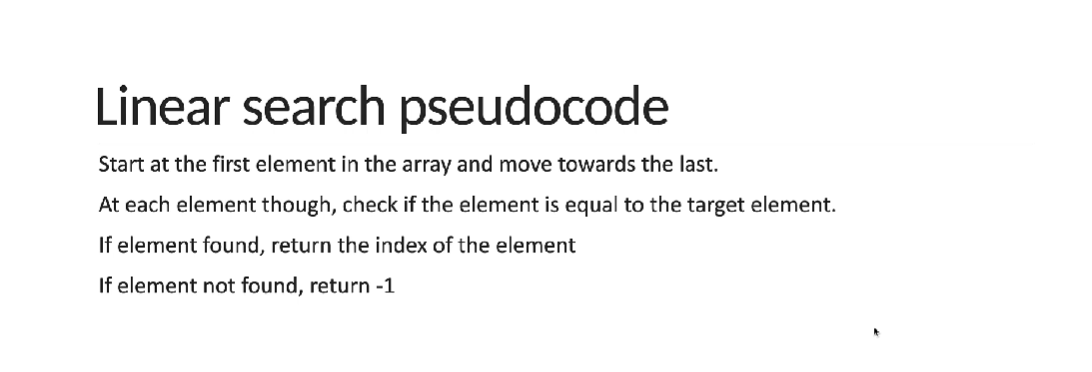 Linear search pseudocode
Start at the first element in the array and move towards the last.
At each element though, check if the element is equal to the target element.
If element found, return the index of the element
If element not found, return -1